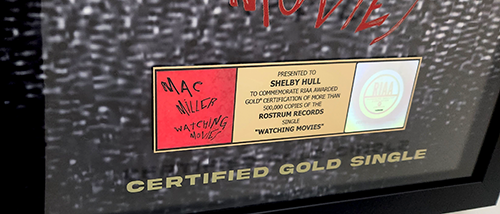 MOVIES
MAC
MILLER
WATCHING
MOVIES
PRESENTED TO
SHELBY HULL
TO COMMEMORATE RIAA AWARDED
GOLD® CERTIFICATION OF MORE THAN
500,000 COPIES OF THE
ROSTRUM RECORDS
SINGLE
"WATCHING MOVIES"
RIAA
CERTIFIED GOLD SINGLE